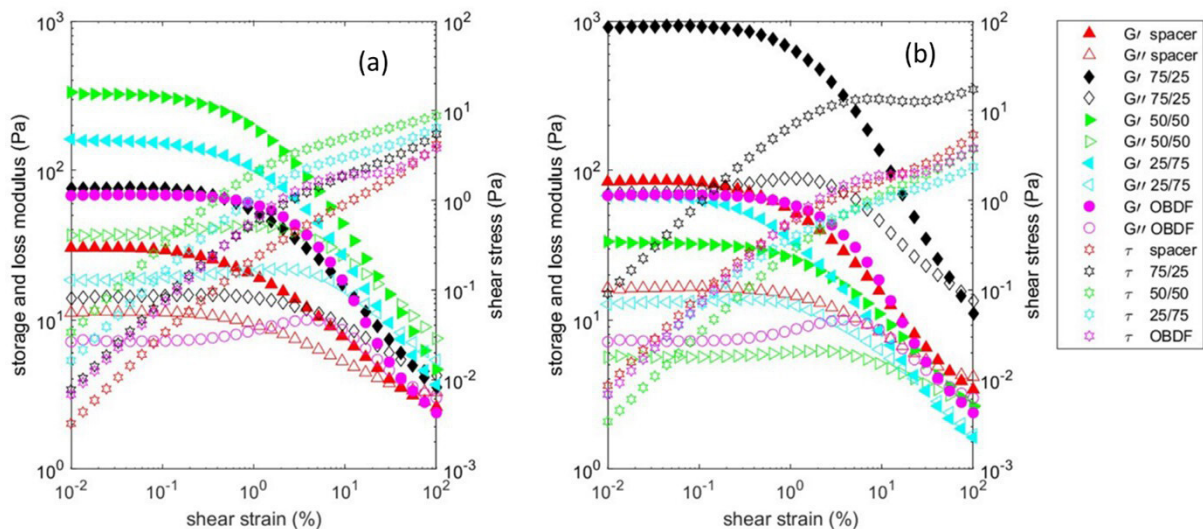 (a)
storage and loss modulus (Pa)
10³
10²
10¹
10⁰
10⁻² 10⁻¹ 10⁰ 10¹ 10²
shear strain (%)
10²
10¹
10⁰
10⁻¹
10⁻²
10⁻³
shear stress (Pa)
(b)
storage and loss modulus (Pa)
10³
10²
10¹
10⁰
10⁻² 10⁻¹ 10⁰ 10¹ 10²
shear strain (%)
10²
10¹
10⁰
10⁻¹
10⁻²
10⁻³
shear stress (Pa)
G′ spacer
G′′ spacer
G′ 75/25
G′′ 75/25
G′ 50/50
G′′ 50/50
G′ 25/75
G′′ 25/75
G′ OBDF
G′′ OBDF
τ spacer
τ 75/25
τ 50/50
τ 25/75
τ OBDF